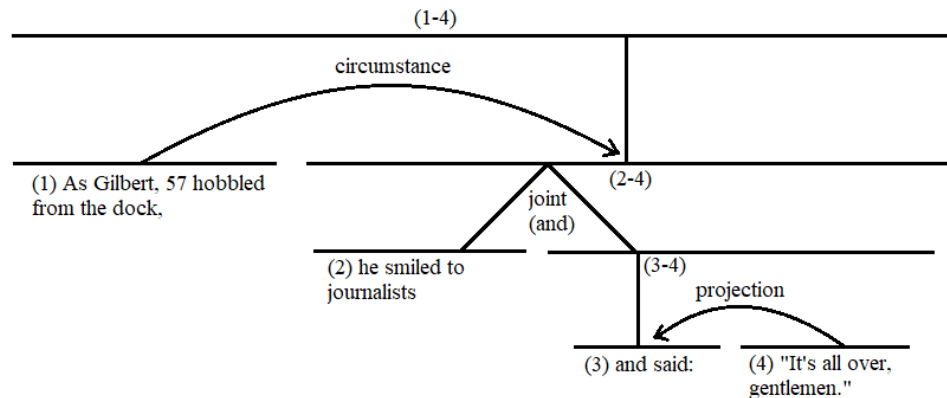 (1-4)
circumstance
(1) As Gilbert, 57 hobbled
from the dock,
(2-4)
joint
(and)
(2) he smiled to
journalists
(3-4)
projection
(3) and said:
(4) "It's all over,
gentlemen."